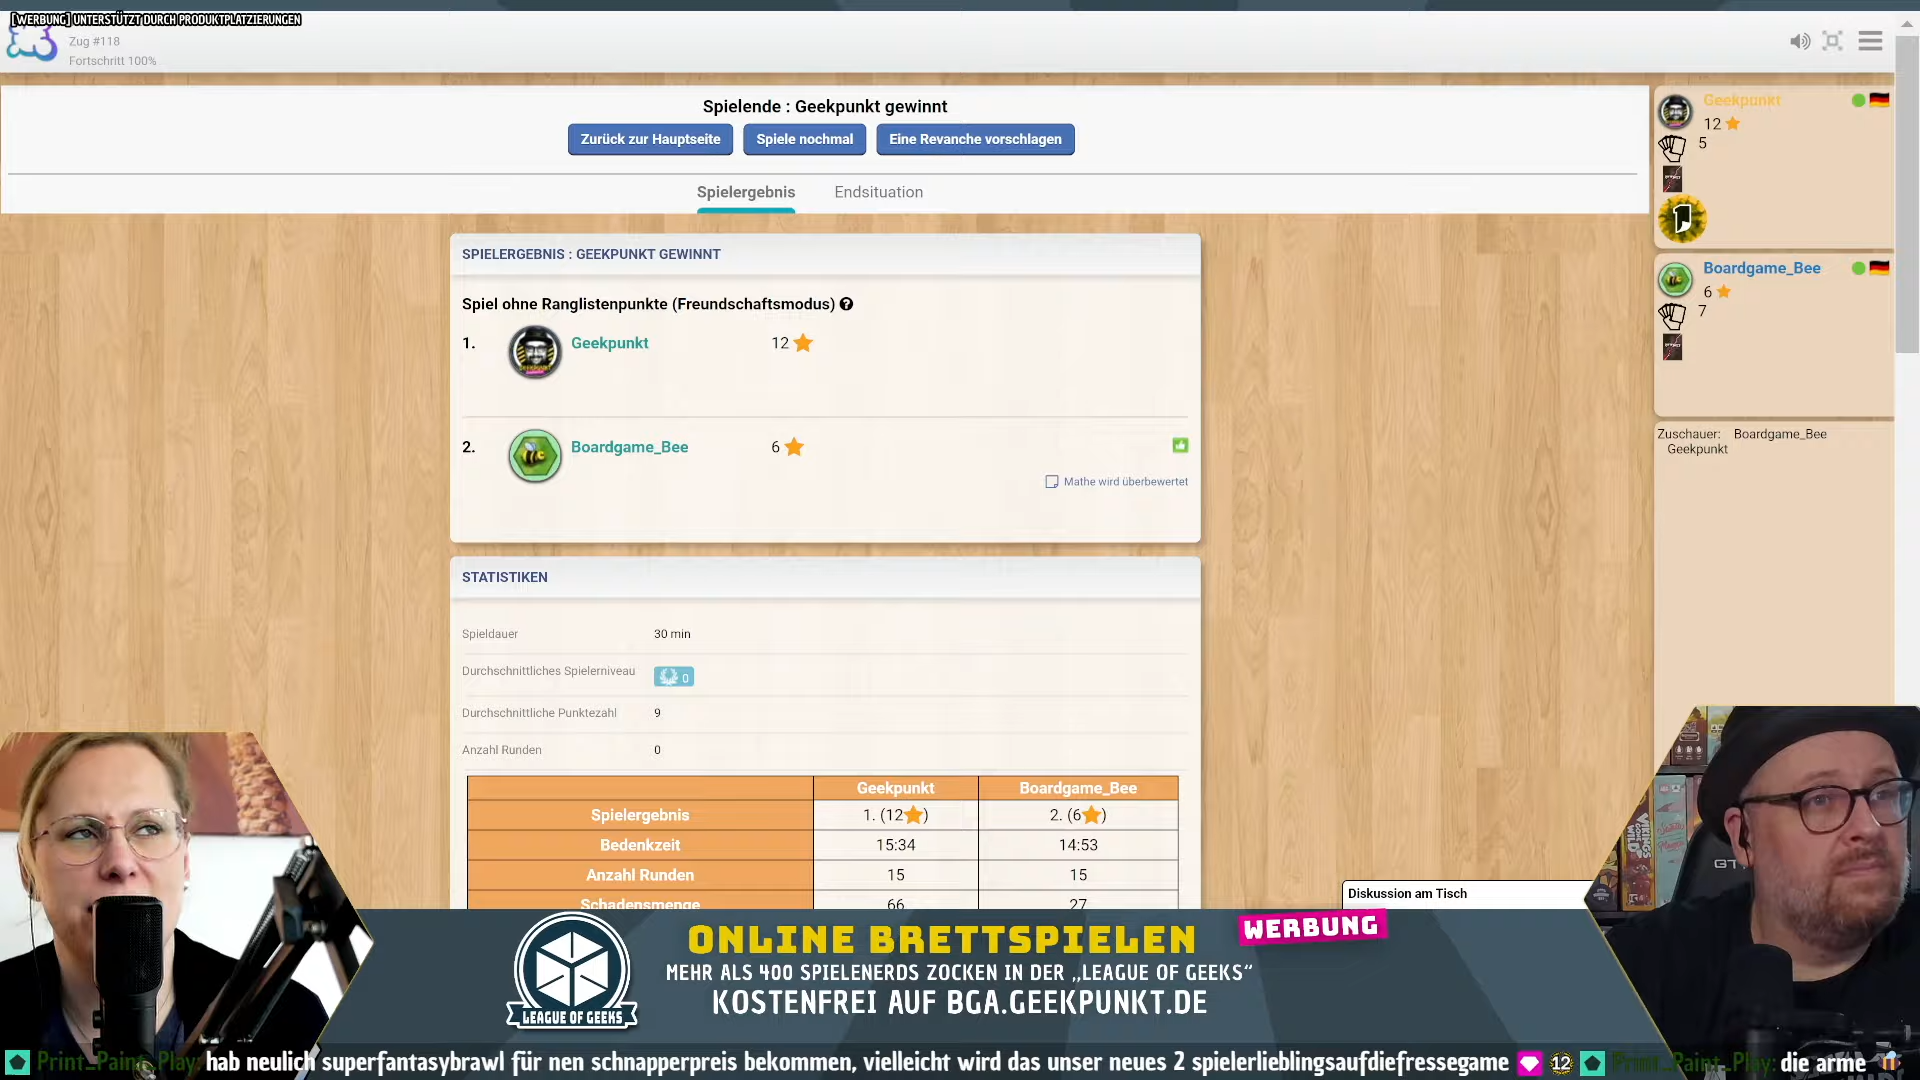 [WERBUNG] UNTERSTÜTZT DURCH PRODUKTPLATZIERUNGEN
Zug #118
Fortschritt 100%
Spielende : Geekpunkt gewinnt
Zurück zur Hauptseite
Spiele nochmal
Eine Revanche vorschlagen
Spielergebnis
Endsituation
Geekpunkt
12
5
Boardgame_Bee
6
7
Zuschauer: Boardgame_Bee
Geekpunkt
SPIELERGEBNIS : GEEKPUNKT GEWINNT
Spiel ohne Ranglistenpunkte (Freundschaftsmodus)
1. Geekpunkt 12
2. Boardgame_Bee 6
Mathe wird überbewertet
STATISTIKEN
Spieldauer 30 min
Durchschnittliches Spielerniveau 0
Durchschnittliche Punktezahl 9
Anzahl Runden 0
Geekpunkt Boardgame_Bee
Spielergebnis 1. (12) 2. (6)
Bedenkzeit 15:34 14:53
Anzahl Runden 15 15
Schadensmenge 66 27
Diskussion am Tisch
LEAGUE OF GEEKS
ONLINE BRETTSPIELEN
WERBUNG
MEHR ALS 400 SPIELENERDS ZOCKEN IN DER „LEAGUE OF GEEKS“
KOSTENFREI AUF BGA.GEEKPUNKT.DE
Print_Paint_Play: hab neulich superfantasybrawl für nen schnapperpreis bekommen, vielleicht wird das unser neues 2 spielerlieblingsaufdiefressegame 12 Print_Paint_Play: die arme